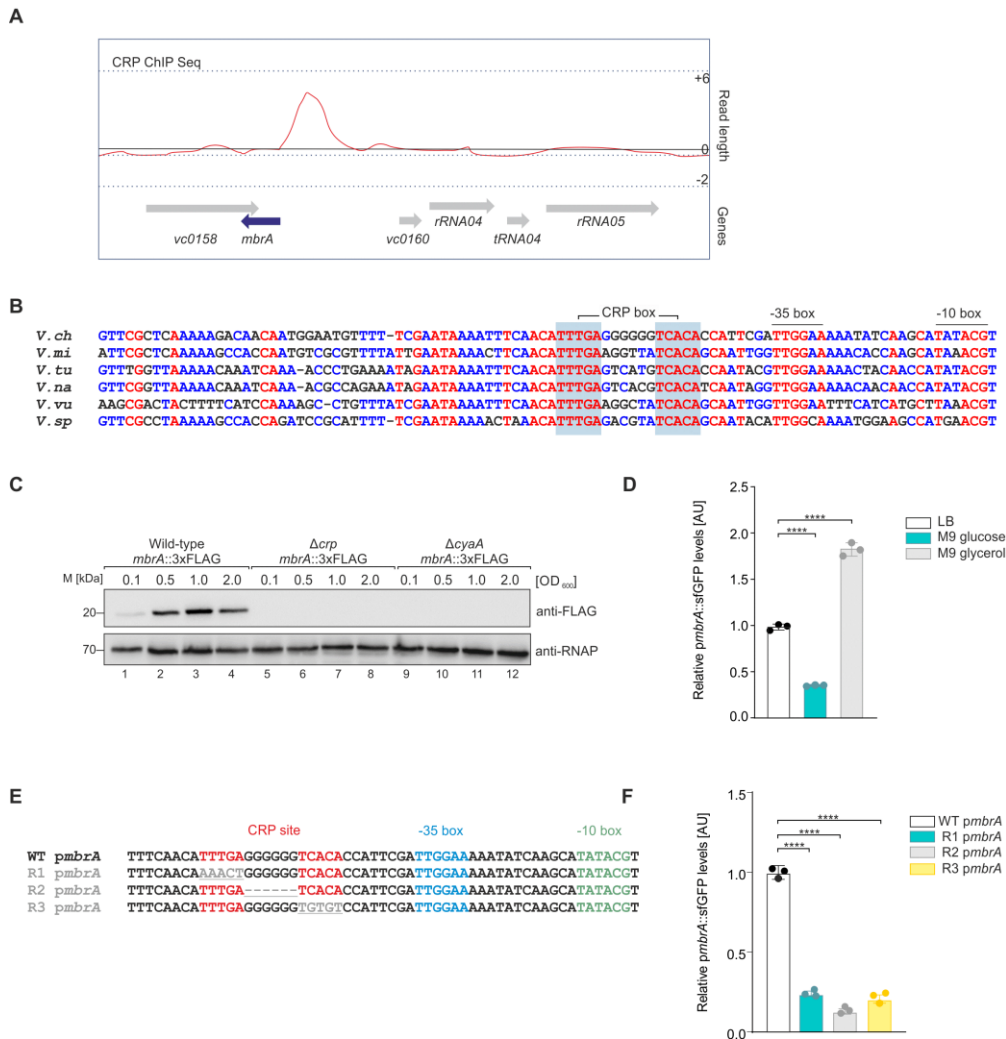 A
CRP ChIP Seq
+6
0
-2
Read length
Genes
vc0158
mbrA
vc0160
rRNA04
tRNA04
rRNA05
B
CRP box
-35 box
-10 box
V.ch GTTCGCTCAAAAAGACAACAATGGAATGTTTT-TCGAATAAAATTTCAACATTTGAGGGGGGTCACACCATTCGATTGGAAAAATATCAAGCATATACGT
V.mi ATTCGCTTAAAAAGCCACCAATGTCGCGTTTTATTGAATAAAACTTCAACATTTGAAGGTTATCACAGCAATTGGTTGGAAAAACACCAAGCATATACGT
V.tu GTTTGGTTAAAAACAAATCAAA-ACCCTGAAAATAGAATAAAATTTCAACATTTGAGTCATGTCACACCAATACGTTGGAAAAACTACAACCATAAACGT
V.na GTTCGGTTAAAAACAAATCAAA-ACGCCAGAAATAGAATAAAATTTCAACATTTGAGTCACGTCACATCAATAGGTTGGAAAAACACAACCATATACGT
V.vu AAGCGACTACTTTTCATCCAAAAGC-CTGTTTATCGAATAAAATTTCAACATTTGAAGGCTATCACAGCAATTGGTTGGAATTTCATCATGCTTAAACGT
V.sp GTTCGCCTAAAAAGCCACCAGATCCGCATTTT-TCGAATAAAAACTAAACATTTGAGACGTATCACAGCAATACATTGGCAAAATGGAAGCCATGAACGT
C
Wild-type mbrA::3xFLAG
Δcrp mbrA::3xFLAG
ΔcyaA mbrA::3xFLAG
M [kDa] 0.1 0.5 1.0 2.0 0.1 0.5 1.0 2.0 0.1 0.5 1.0 2.0 [OD600]
20
anti-FLAG
70
anti-RNAP
1 2 3 4 5 6 7 8 9 10 11 12
D
Relative pmbrA::sfGFP levels [AU]
2.5
2.0
1.5
1.0
0.5
0.0
****
****
LB
M9 glucose
M9 glycerol
E
CRP site
-35 box
-10 box
WT pmbrA TTTCAACATTTGAGGGGGGTCACACCATTCGATTGGAAAAATATCAAGCATATACGT
R1 pmbrA TTTCAACAAAACTGGGGGGTCACACCATTCGATTGGAAAAATATCAAGCATATACGT
R2 pmbrA TTTCAACATTTGA------TCACACCATTCGATTGGAAAAATATCAAGCATATACGT
R3 pmbrA TTTCAACATTTGAGGGGGGTGTGTCCATTCGATTGGAAAAATATCAAGCATATACGT
F
Relative pmbrA::sfGFP levels [AU]
1.5
1.0
0.5
0.0
****
****
****
WT pmbrA
R1 pmbrA
R2 pmbrA
R3 pmbrA